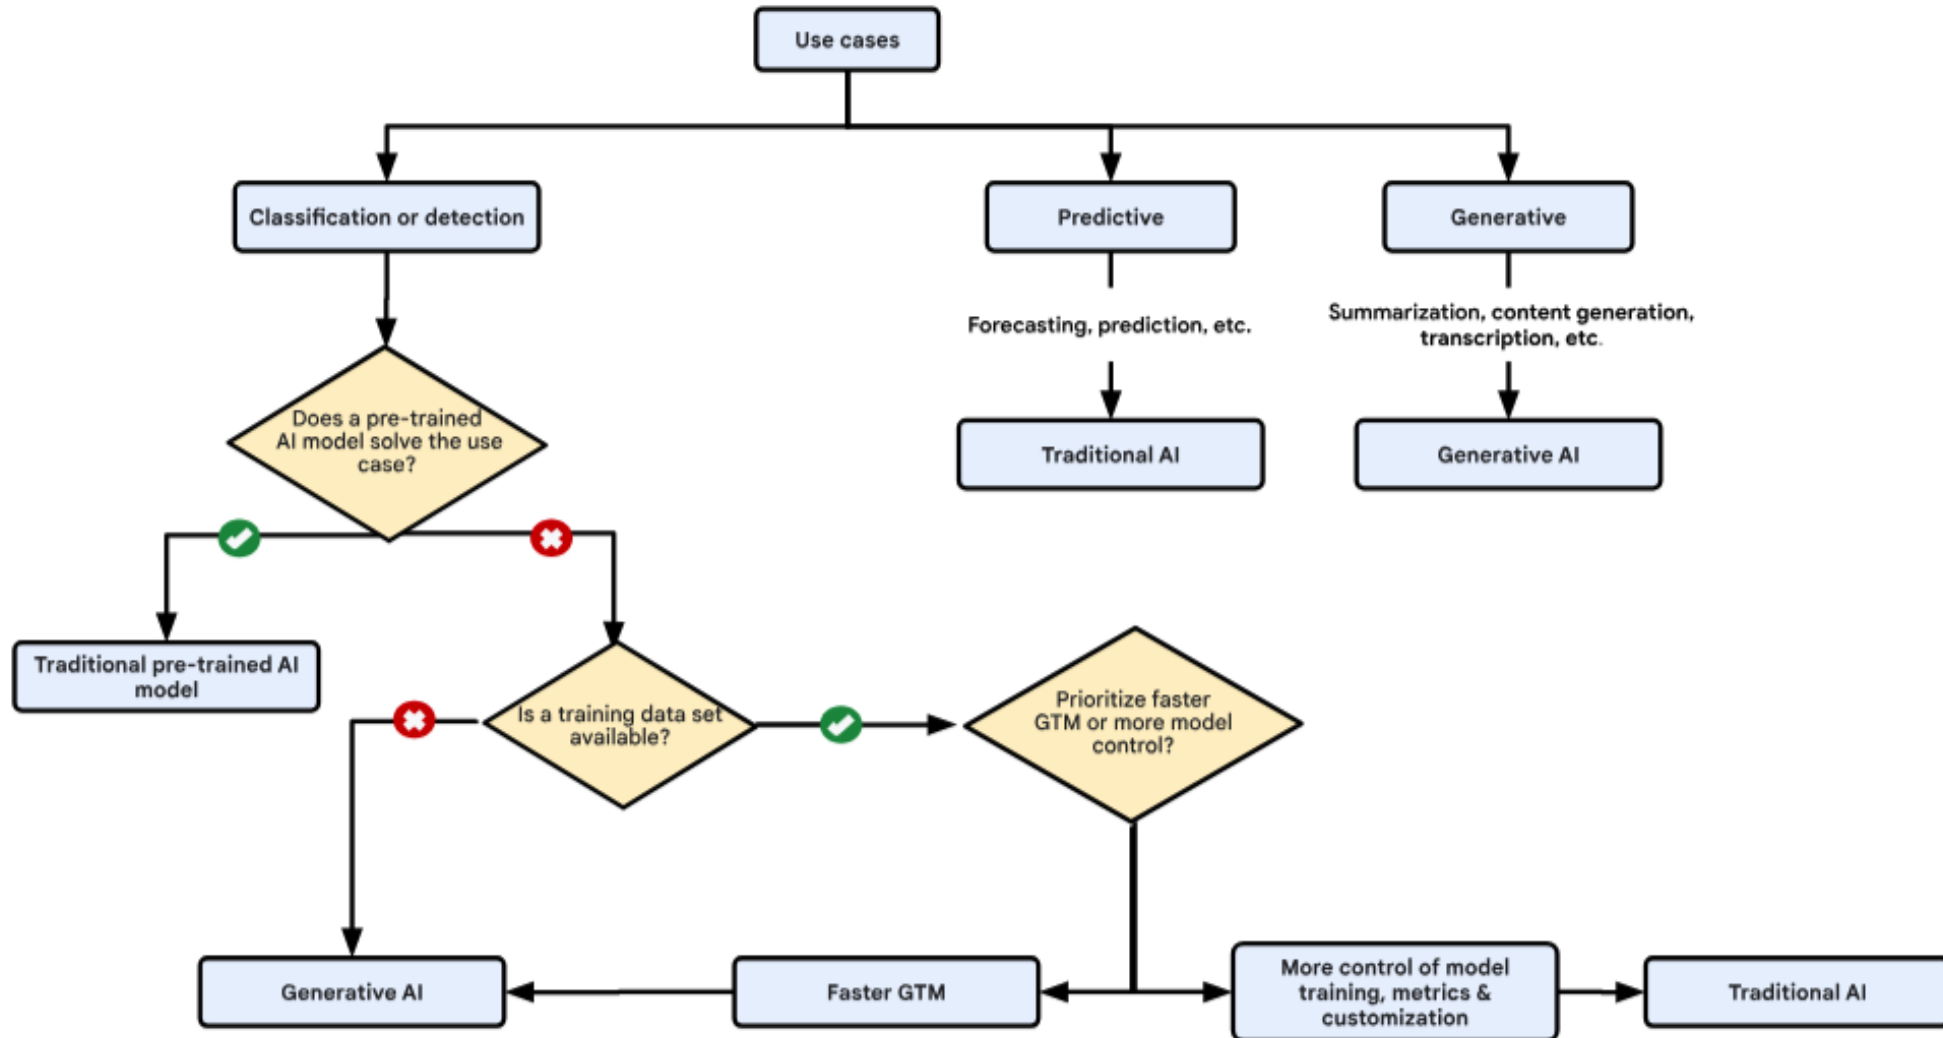 Use cases
Classification or detection
Predictive
Generative
Forecasting, prediction, etc.
Summarization, content generation,
transcription, etc.
Does a pre-trained
AI model solve the use
case?
Traditional AI
Generative AI
Traditional pre-trained AI
model
Is a training data set
available?
Prioritize faster
GTM or more model
control?
Generative AI
Faster GTM
More control of model
training, metrics &
customization
Traditional AI